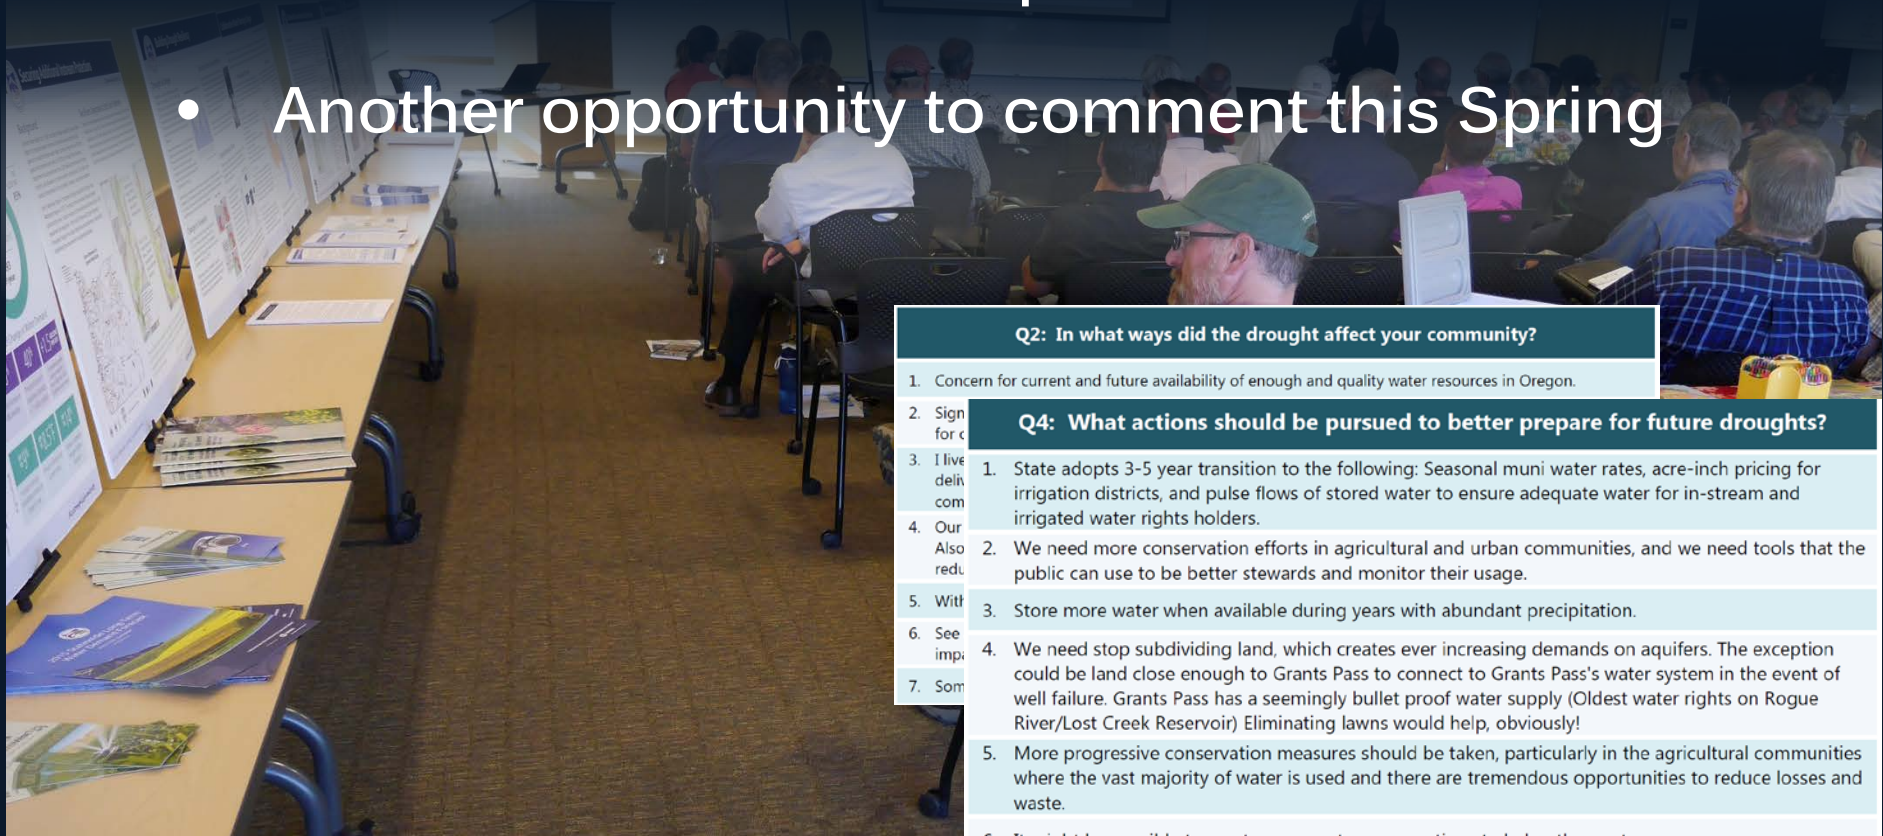 • Another opportunity to comment this Spring
Securing Additional Instream Protections
Q2: In what ways did the drought affect your community?
1. Concern for current and future availability of enough and quality water resources in Oregon.
2.
for
3. I live
4. Our
Also
5.
6. See
7.
Q4: What actions should be pursued to better prepare for future droughts?
1. State adopts 3-5 year transition to the following: Seasonal muni water rates, acre-inch pricing for
irrigation districts, and pulse flows of stored water to ensure adequate water for in-stream and
irrigated water rights holders.
2. We need more conservation efforts in agricultural and urban communities, and we need tools that the
public can use to be better stewards and monitor their usage.
3. Store more water when available during years with abundant precipitation.
4. We need stop subdividing land, which creates ever increasing demands on aquifers. The exception
could be land close enough to Grants Pass to connect to Grants Pass's water system in the event of
well failure. Grants Pass has a seemingly bullet proof water supply (Oldest water rights on Rogue
River/Lost Creek Reservoir) Eliminating lawns would help, obviously!
5. More progressive conservation measures should be taken, particularly in the agricultural communities
where the vast majority of water is used and there are tremendous opportunities to reduce losses and
waste.